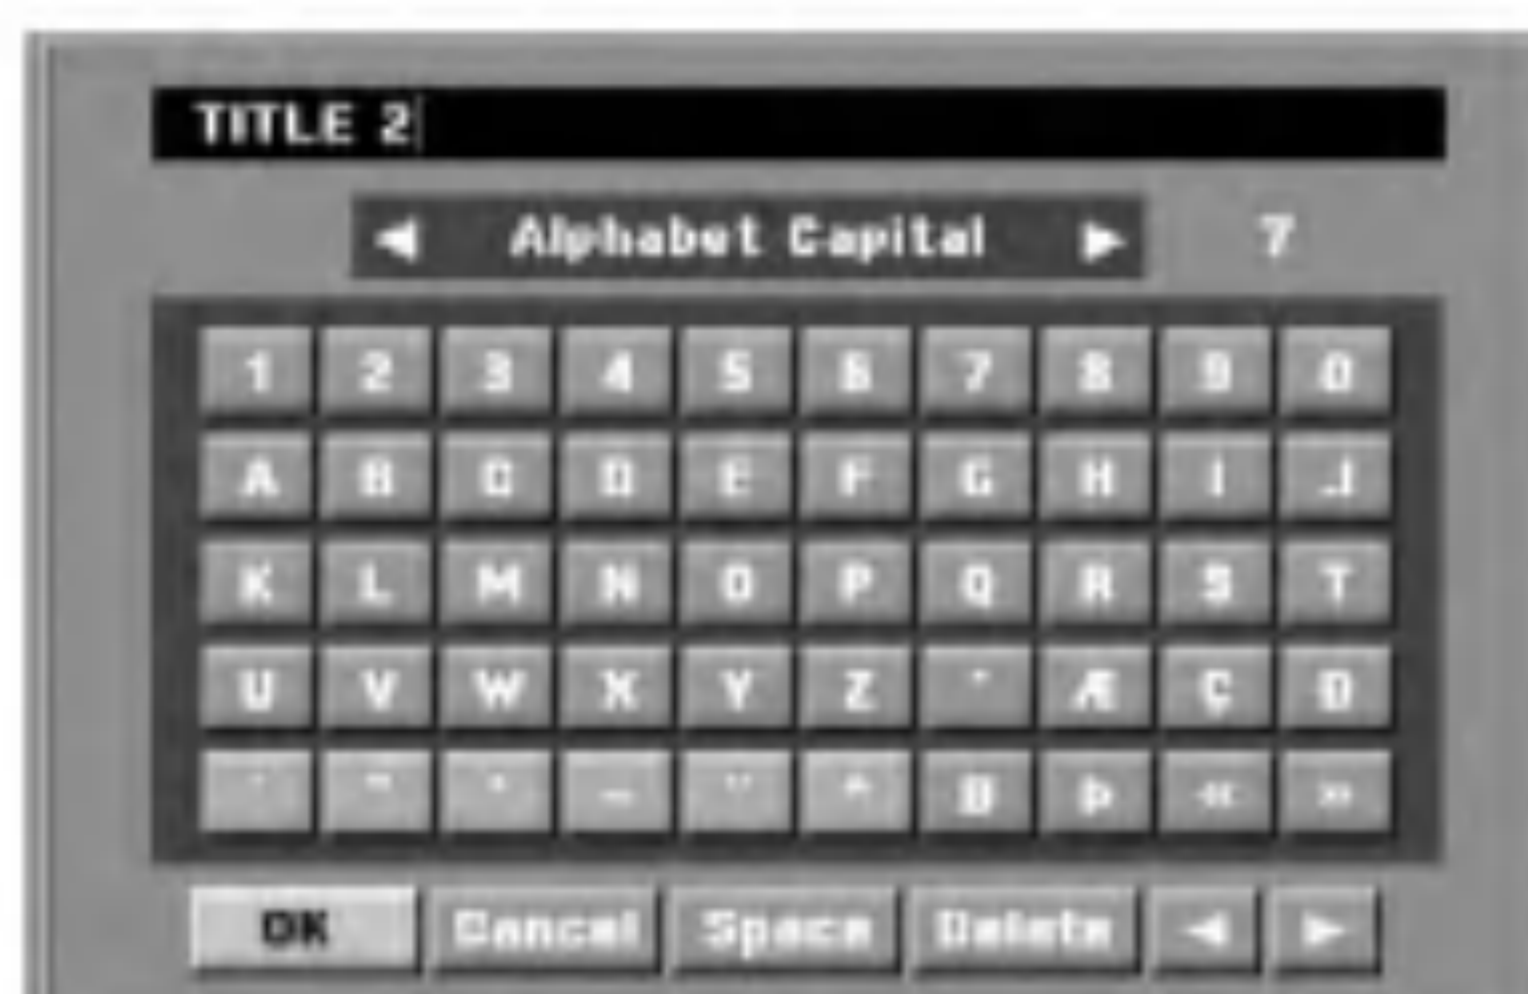 TITLE 2
◀ Alphabet Capital ▶ 7
1 2 3 4 5 6 7 8 9 0
A B C D E F G H I J
K L M N O P Q R S T
U V W X Y Z Æ Ç
Þ « »
OK Cancel Space Delete ◀ ▶